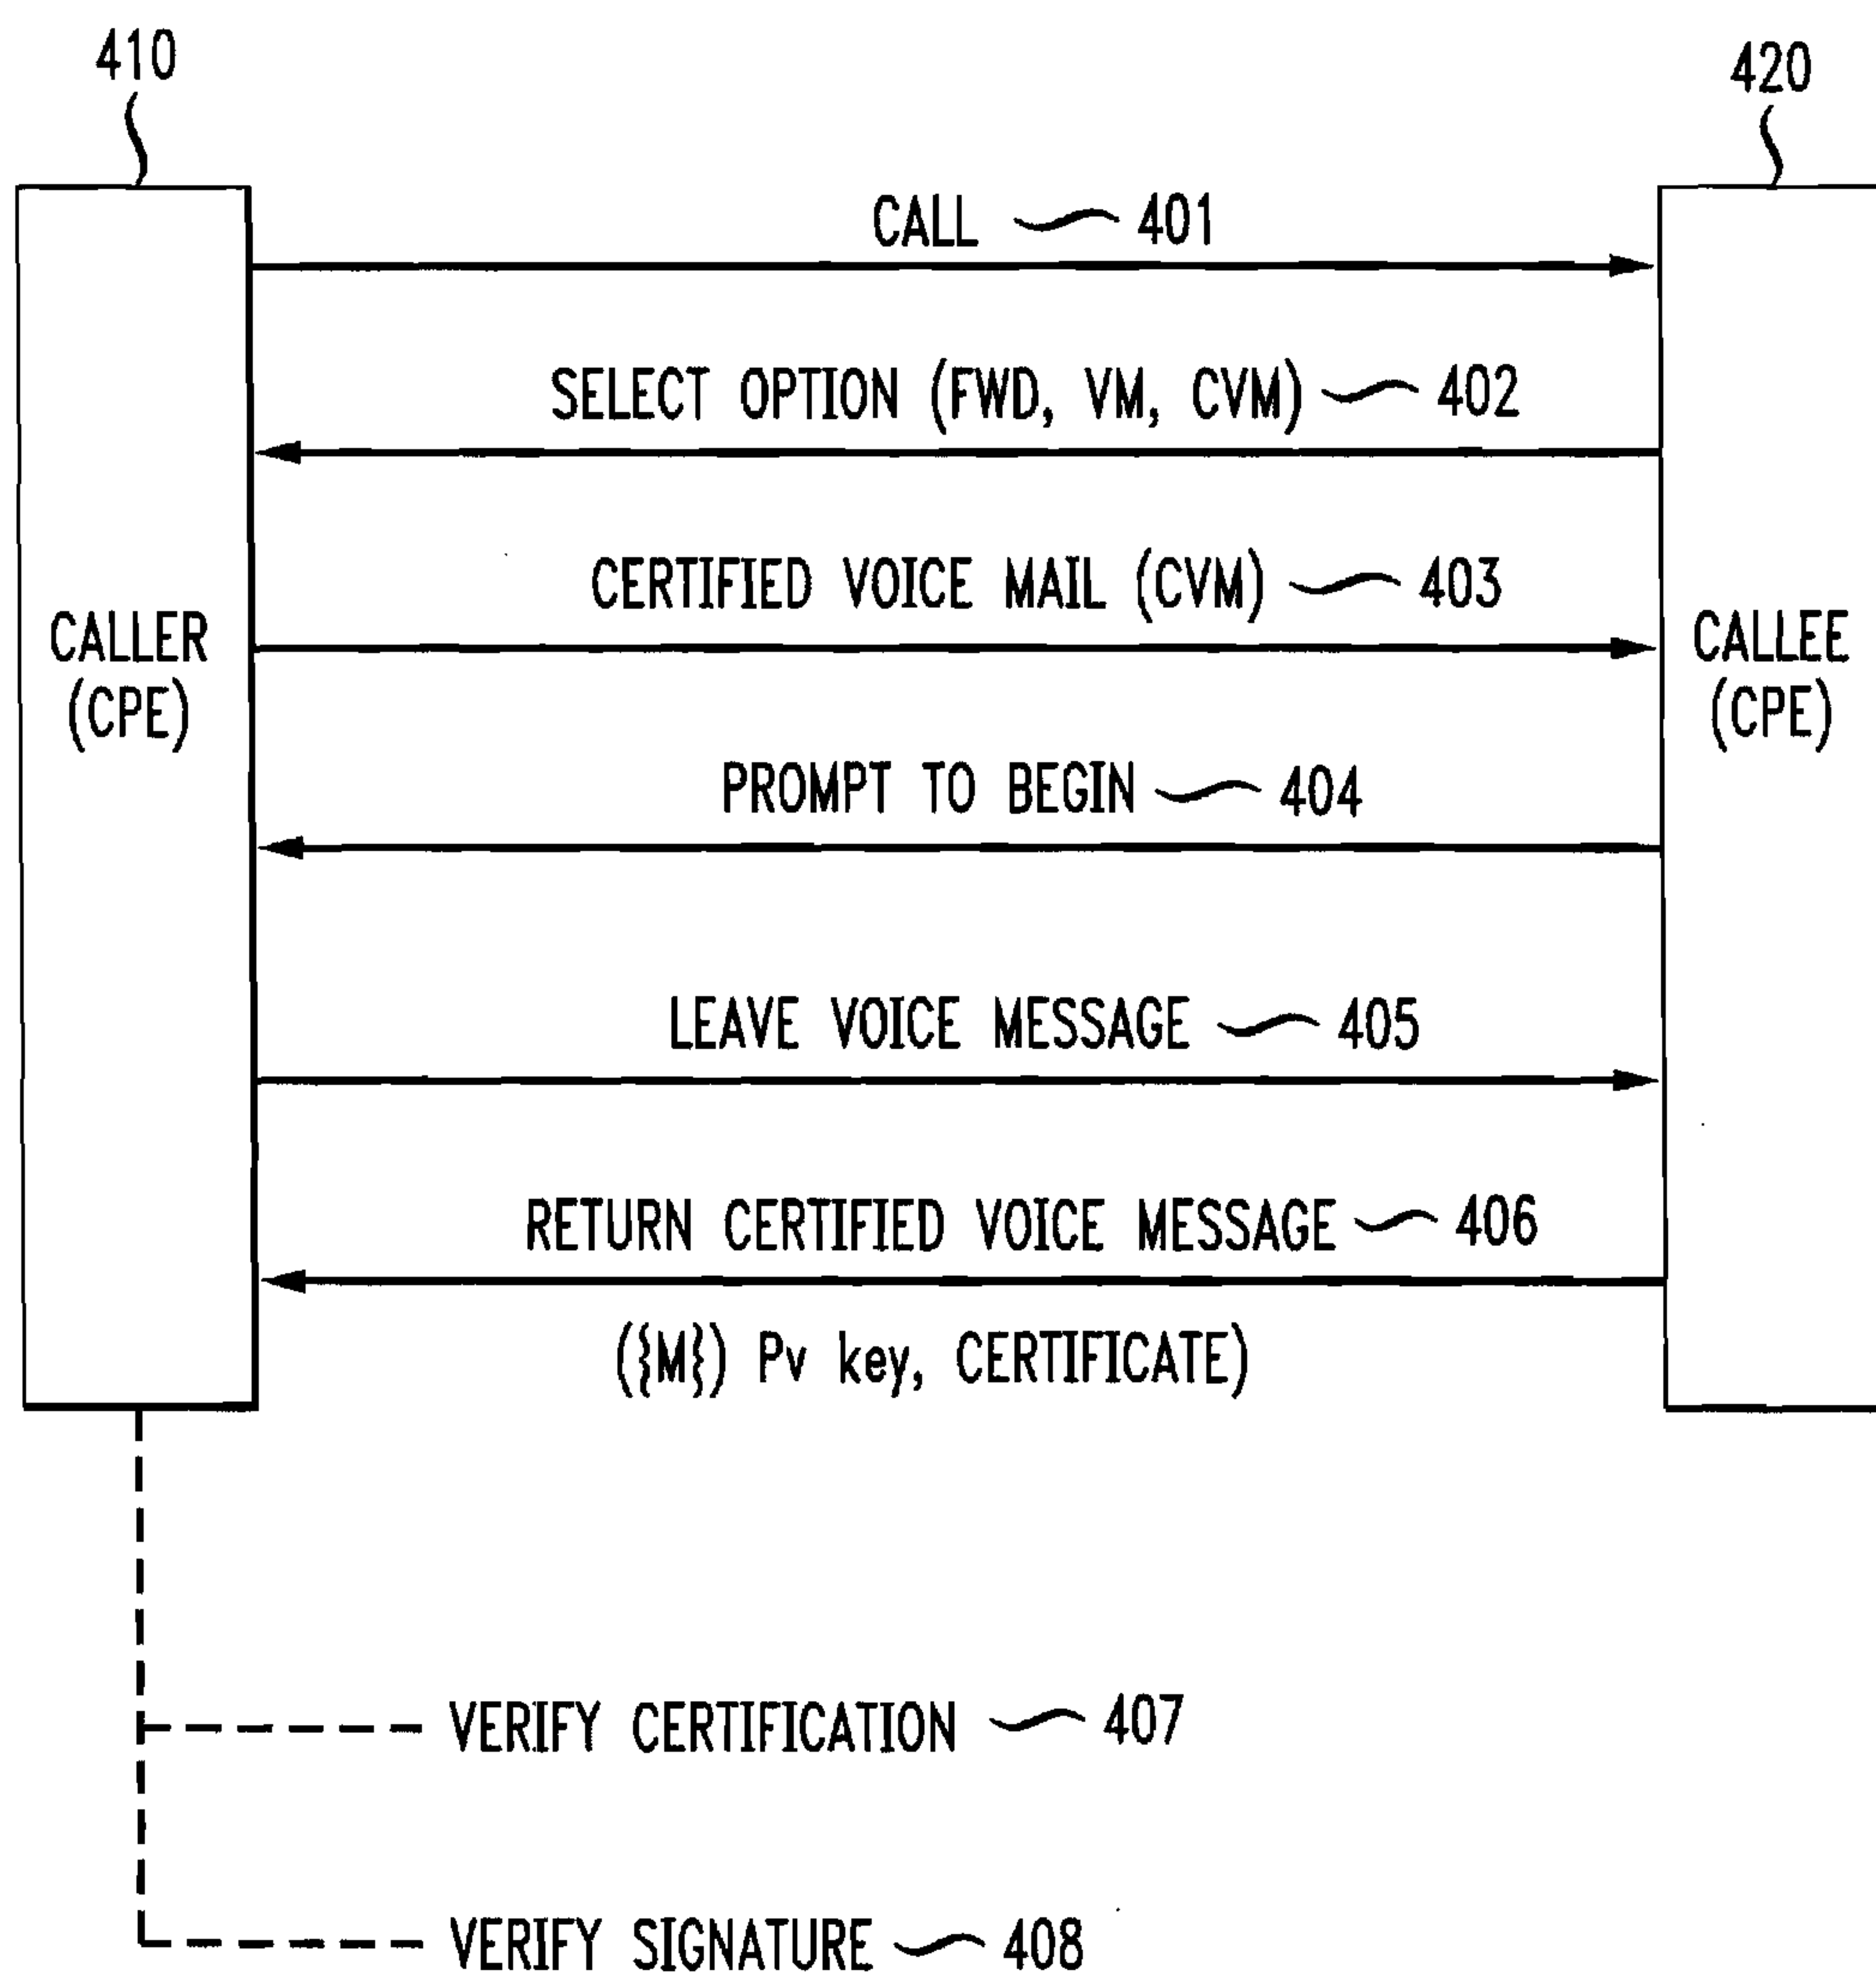 410
420
CALL 401
SELECT OPTION (FWD, VM, CVM) 402
CERTIFIED VOICE MAIL (CVM) 403
CALLER
(CPE)
CALLEE
(CPE)
PROMPT TO BEGIN 404
LEAVE VOICE MESSAGE 405
RETURN CERTIFIED VOICE MESSAGE 406
({M}) Pv key, CERTIFICATE)
VERIFY CERTIFICATION 407
VERIFY SIGNATURE 408